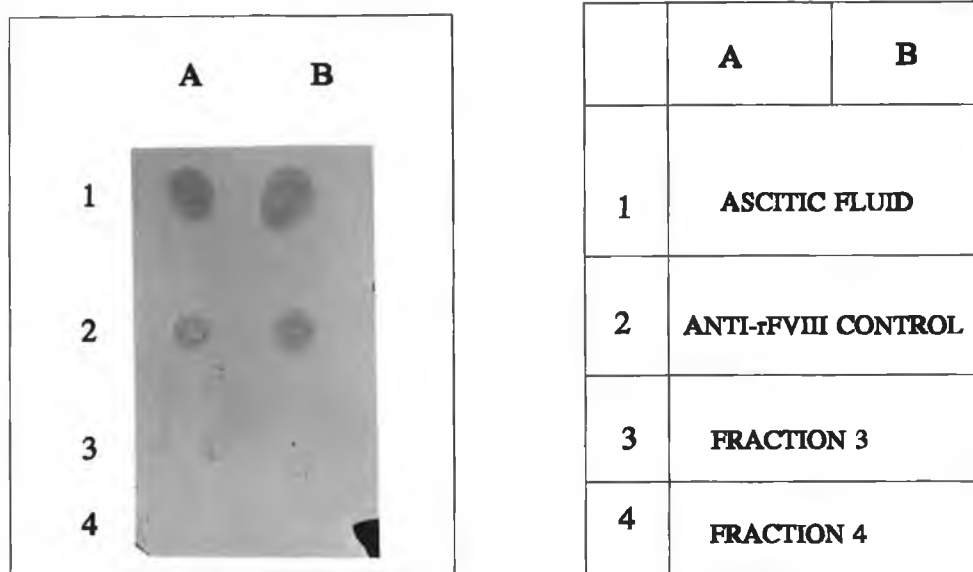 A B
1
2
3
4
A B
1 ASCITIC FLUID
2 ANTI-rFVIII CONTROL
3 FRACTION 3
4 FRACTION 4